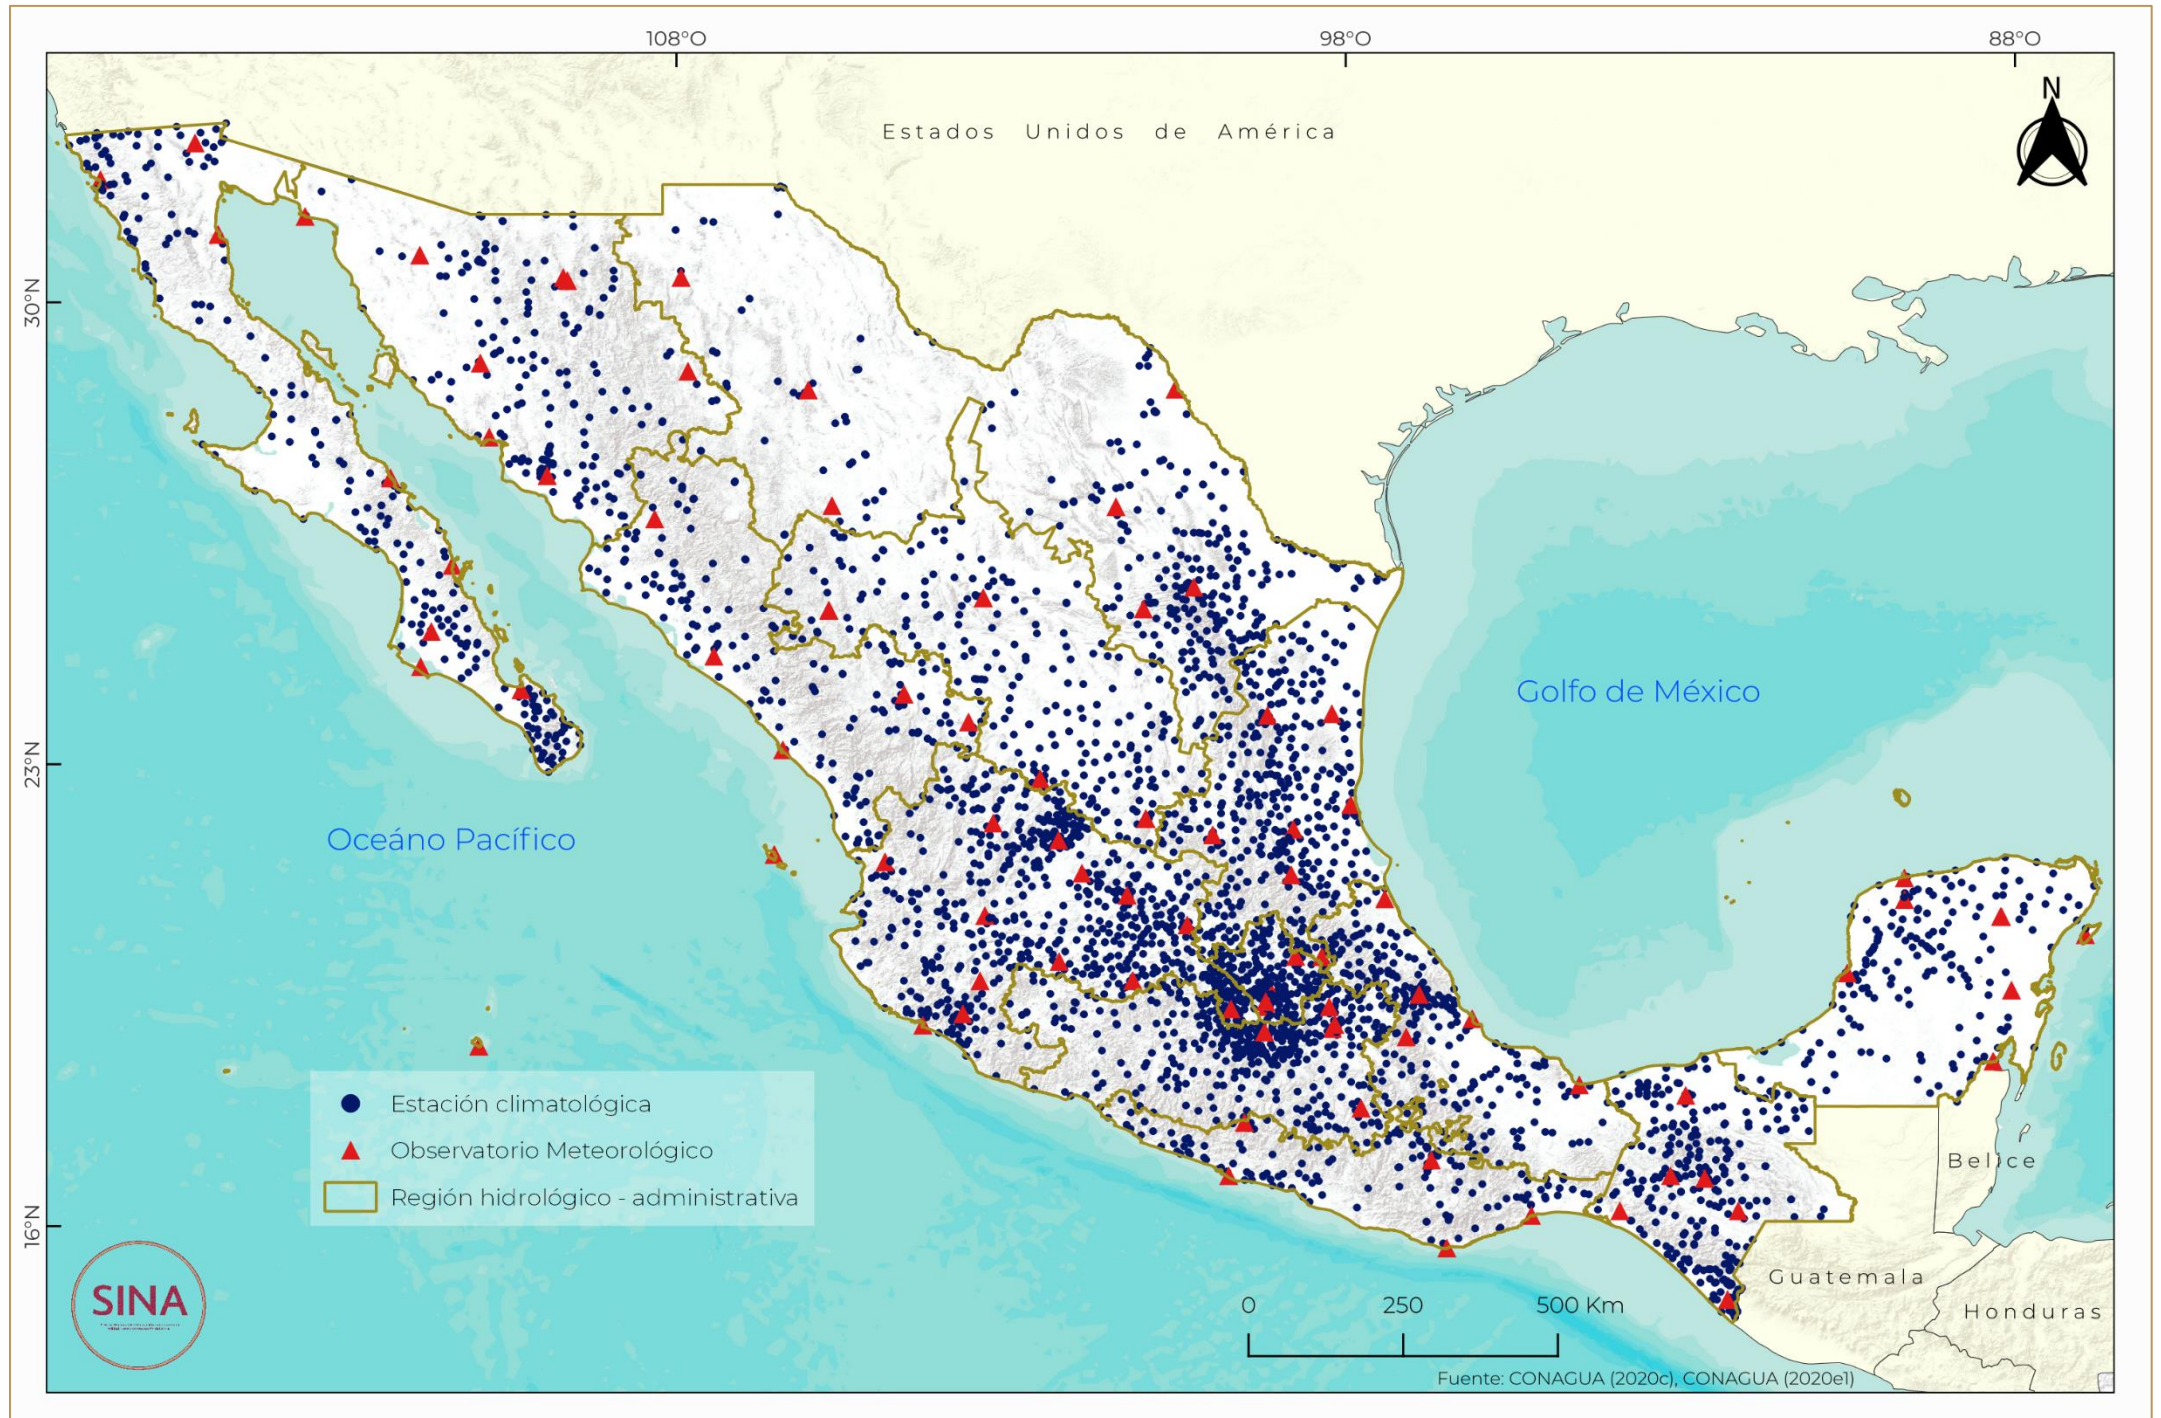 108°O
98°O
88°O
N
Estados Unidos de América
30°N
Golfo de México
23°N
Oceáno Pacífico
Estación climatológica
Observatorio Meteorológico
Región hidrológico - administrativa
Belice
16°N
Guatemala
SINA
0 250 500 Km
Honduras
Fuente: CONAGUA (2020c), CONAGUA (2020e1)